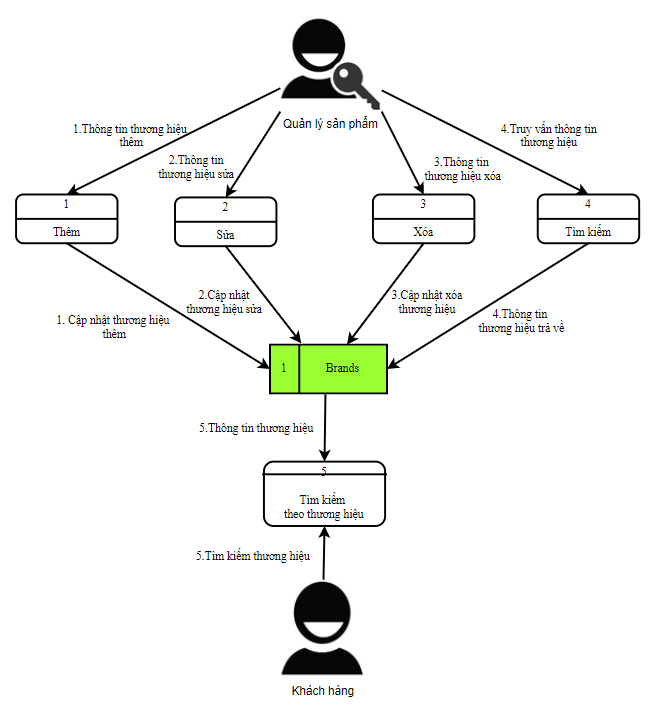 Quản lý sản phẩm
1.Thông tin thương hiệu
thêm
2.Thông tin
thương hiệu sửa
3.Thông tin
thương hiệu xóa
4.Truy vấn thông tin
thương hiệu
1
Thêm
2
Sửa
3
Xóa
4
Tìm kiếm
1. Cập nhật thương hiệu
thêm
2.Cập nhật
thương hiệu sửa
3.Cập nhật xóa
thương hiệu
4.Thông tin
thương hiệu trả về
1
Brands
5.Thông tin thương hiệu
5
Tìm kiếm
theo thương hiệu
5.Tìm kiếm thương hiệu
Khách hàng